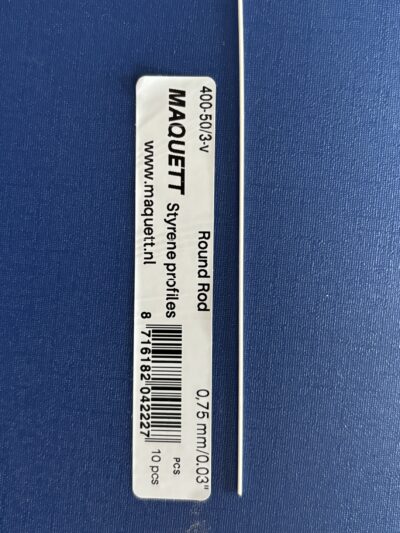 400-50/3-v Round Rod 0,75 mm/0.03"
MAQUETT Styrene profiles
www.maquett.nl
8 716182 042227
PCS
10 pcs